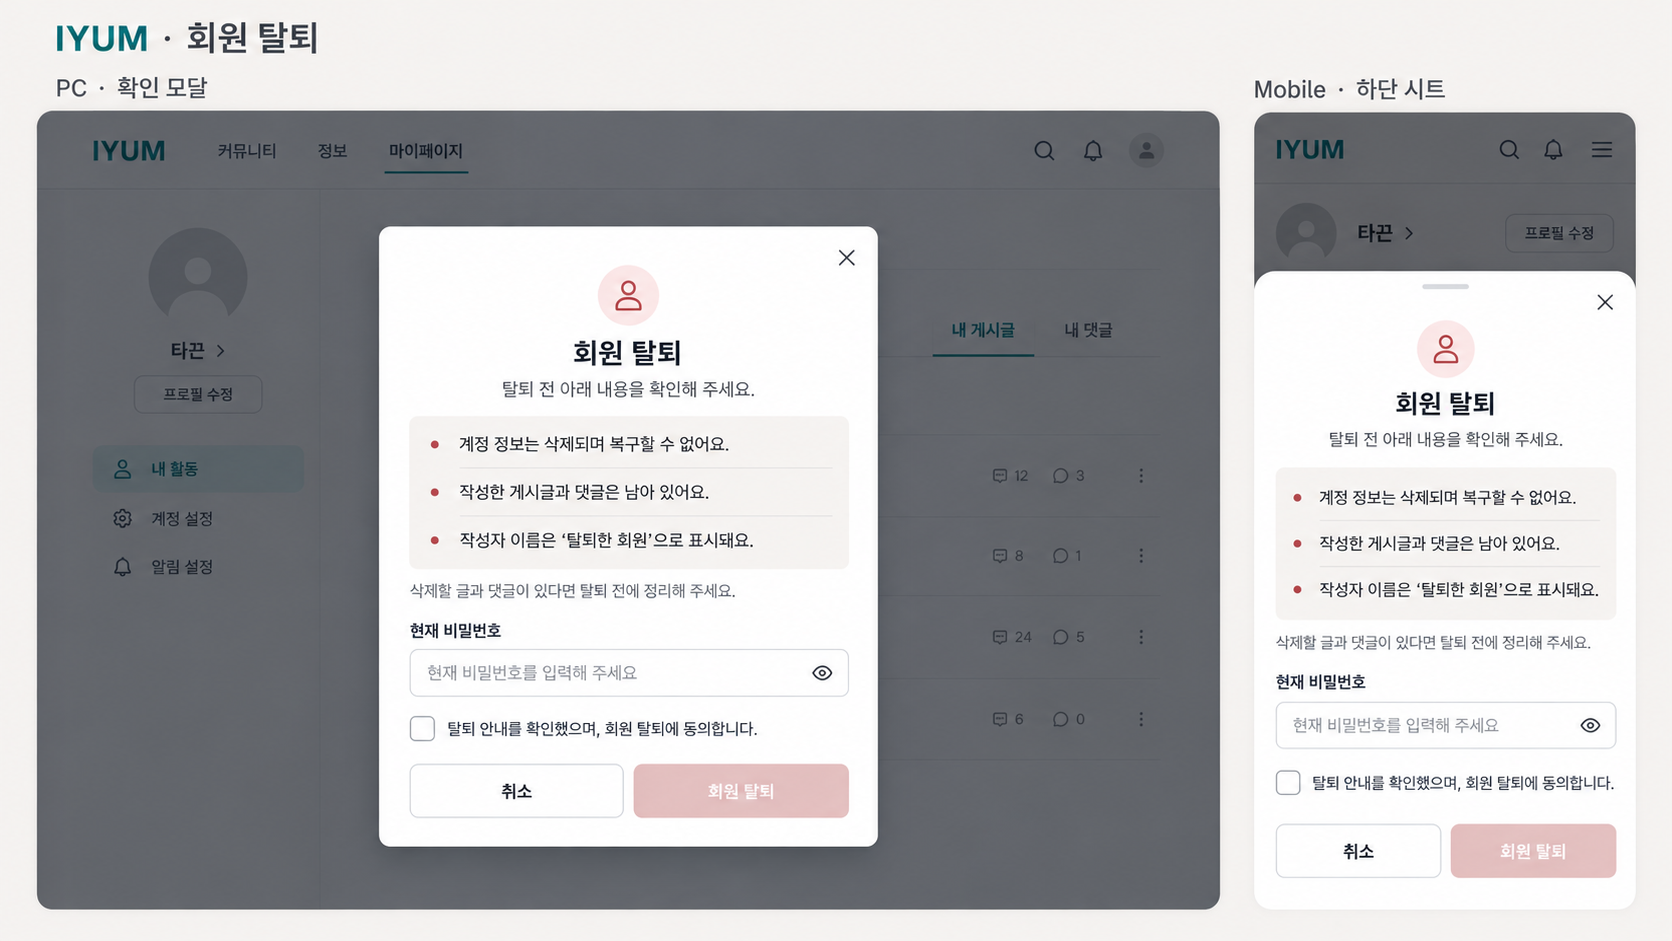 IYUM · 회원 탈퇴
PC · 확인 모달
IYUM 커뮤니티 정보 마이페이지
타끈
프로필 수정
내 활동
계정 설정
알림 설정
내 게시글 내 댓글
12 3
8 1
24 5
6 0
회원 탈퇴
탈퇴 전 아래 내용을 확인해 주세요.
계정 정보는 삭제되며 복구할 수 없어요.
작성한 게시글과 댓글은 남아 있어요.
작성자 이름은 ‘탈퇴한 회원’으로 표시돼요.
삭제할 글과 댓글이 있다면 탈퇴 전에 정리해 주세요.
현재 비밀번호
현재 비밀번호를 입력해 주세요
탈퇴 안내를 확인했으며, 회원 탈퇴에 동의합니다.
취소 회원 탈퇴
Mobile · 하단 시트
IYUM
타끈 프로필 수정
회원 탈퇴
탈퇴 전 아래 내용을 확인해 주세요.
계정 정보는 삭제되며 복구할 수 없어요.
작성한 게시글과 댓글은 남아 있어요.
작성자 이름은 ‘탈퇴한 회원’으로 표시돼요.
삭제할 글과 댓글이 있다면 탈퇴 전에 정리해 주세요.
현재 비밀번호
현재 비밀번호를 입력해 주세요
탈퇴 안내를 확인했으며, 회원 탈퇴에 동의합니다.
취소 회원 탈퇴